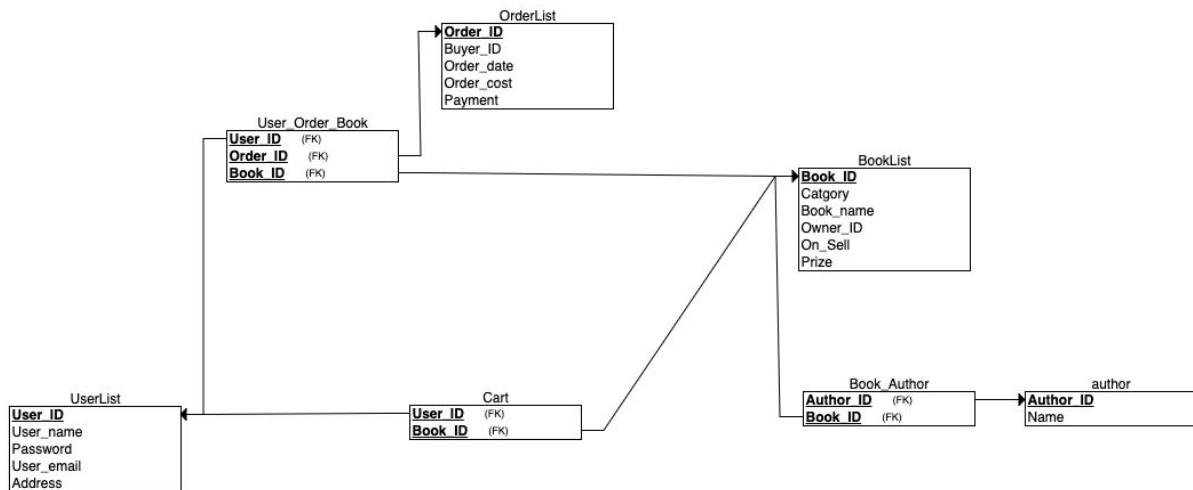 OrderList
Order_ID
Buyer_ID
Order_date
Order_cost
Payment
User_Order_Book
User_ID (FK)
Order_ID (FK)
Book_ID (FK)
BookList
Book_ID
Catgory
Book_name
Owner_ID
On_Sell
Prize
UserList
User_ID
User_name
Password
User_email
Address
Cart
User_ID (FK)
Book_ID (FK)
Book_Author
Author_ID (FK)
Book_ID (FK)
author
Author_ID
Name